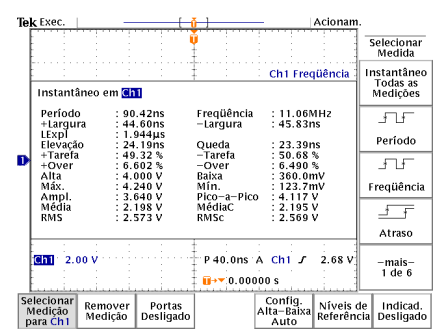 Tek Exec. Acionam.
Ch1 Freqüência
Instantâneo em Ch1
Período : 90.42ns Freqüência : 11.06MHz
+Largura : 44.60ns −Largura : 45.83ns
LExpl : 1.944µs
Elevação : 24.19ns Queda : 23.39ns
+Tarefa : 49.32 % −Tarefa : 50.68 %
+Over : 6.602 % −Over : 6.490 %
Alta : 4.000 V Baixa : 360.0mV
Máx. : 4.240 V Mín. : 123.7mV
Ampl. : 3.640 V Pico−a−Pico : 4.117 V
Média : 2.198 V MédiaC : 2.195 V
RMS : 2.573 V RMSc : 2.569 V
1
Ch1 2.00 V P 40.0ns A Ch1 2.68 V
T 0.00000 s
Selecionar
Medida
Instantâneo
Todas as
Medições
Período
Freqüência
Atraso
−mais−
1 de 6
Selecionar
Medição
para Ch1
Remover
Medição
Portas
Desligado
Config.
Alta−Baixa
Auto
Níveis de
Referência
Indicad.
Desligado